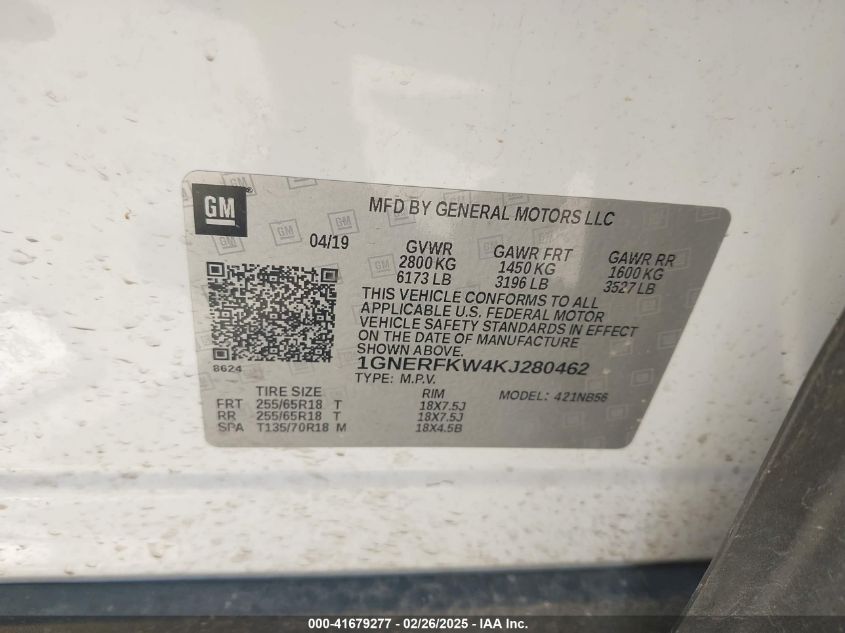 GM
MFD BY GENERAL MOTORS LLC
04/19
GVWR GAWR FRT GAWR RR
2800 KG 1450 KG 1600 KG
6173 LB 3196 LB 3527 LB
THIS VEHICLE CONFORMS TO ALL
APPLICABLE U.S. FEDERAL MOTOR
VEHICLE SAFETY STANDARDS IN EFFECT
ON THE DATE OF MANUFACTURE
SHOWN ABOVE.
8624
1GNERFKW4KJ280462
TYPE: M.P.V.
TIRE SIZE RIM MODEL: 421NB56
FRT 255/65R18 T 18X7.5J
RR 255/65R18 T 18X7.5J
SPA T135/70R18 M 18X4.5B
000-41679277 - 02/26/2025 - IAA Inc.